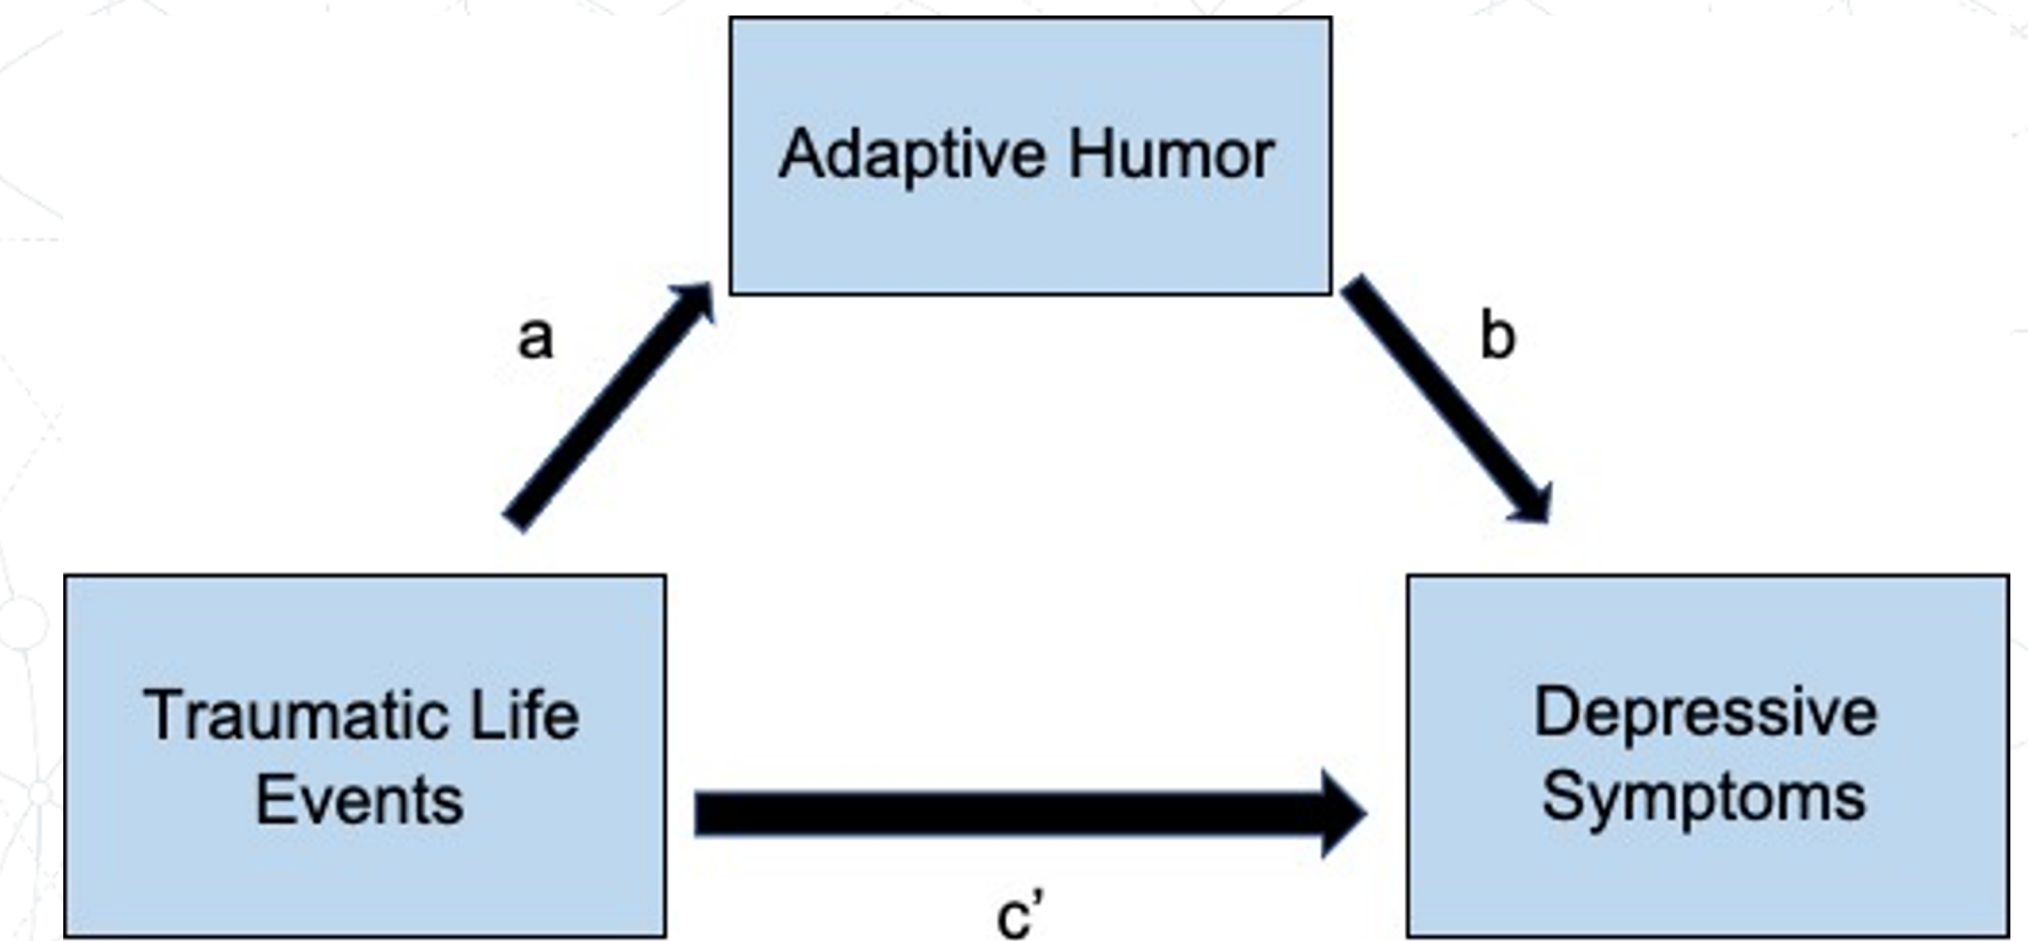 Adaptive Humor
a
b
Traumatic Life
Events
Depressive
Symptoms
c’